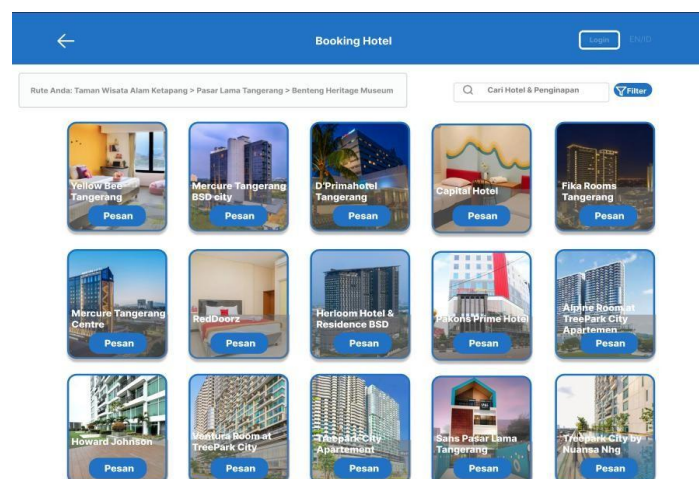 Booking Hotel
Login
EN/ID
Rute Anda: Taman Wisata Alam Ketapang > Pasar Lama Tangerang > Benteng Heritage Museum
Cari Hotel & Penginapan
Filter
Yellow Bee
Tangerang
Pesan
Mercure Tangerang
BSD city
Pesan
D'Primahotel
Tangerang
Pesan
Capital Hotel
Pesan
Fika Rooms
Tangerang
Pesan
Mercure Tangerang
Centre
Pesan
RedDoorz
Pesan
Herloom Hotel &
Residence BSD
Pesan
Pakons Prime Hotel
Pesan
Alpine Room at
TreePark City
Apartemen
Pesan
Howard Johnson
Pesan
Ventura Room at
TreePark City
Pesan
Treepark City
Apartement
Pesan
Sans Pasar Lama
Tangerang
Pesan
Treepark City by
Nuansa Nhg
Pesan